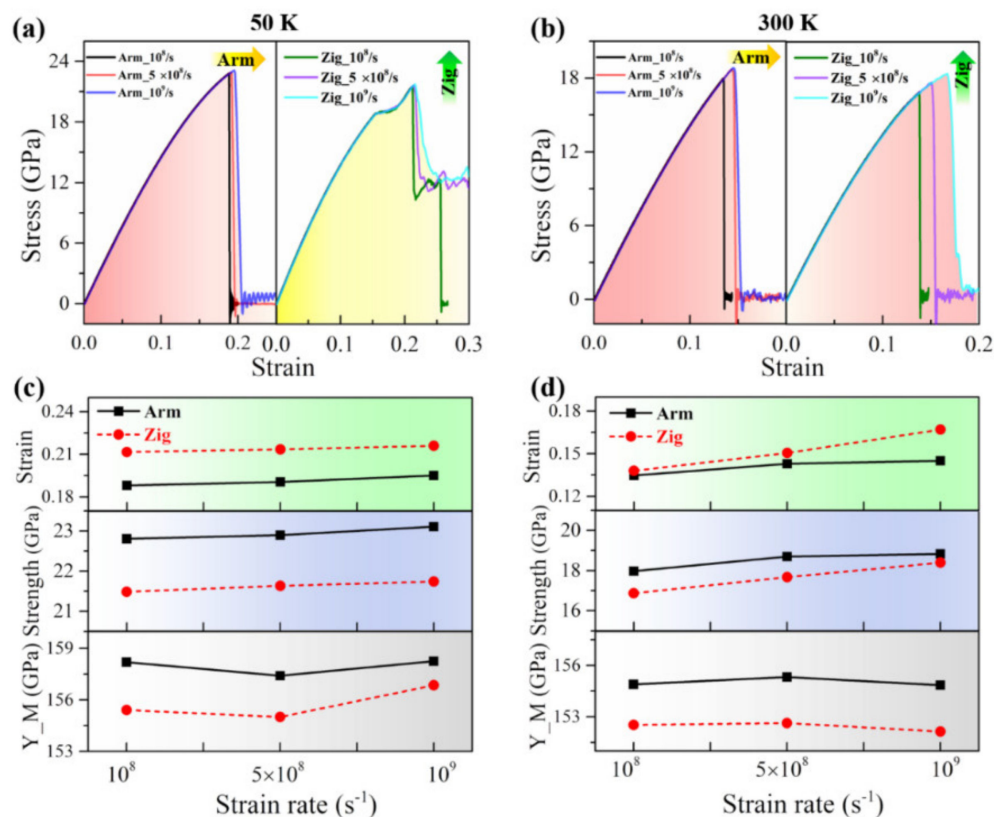 50 K
300 K
(a)
Arm_10⁸/s
Arm_5 ×10⁸/s
Arm_10⁹/s
Arm
Zig_10⁸/s
Zig_5 ×10⁸/s
Zig_10⁹/s
Zig
Stress (GPa)
24
18
12
6
0
0.0 0.1 0.2 0.1 0.2 0.3
Strain
(b)
Arm_10⁸/s
Arm_5 ×10⁸/s
Arm_10⁹/s
Arm
Zig_10⁸/s
Zig_5 ×10⁸/s
Zig_10⁹/s
Zig
Stress (GPa)
18
12
6
0
0.0 0.1 0.0 0.1 0.2
Strain
(c)
Arm
Zig
Strain
0.24
0.21
0.18
Strength (GPa)
23
22
21
Y_M (GPa)
159
156
153
10⁸ 5×10⁸ 10⁹
Strain rate (s⁻¹)
(d)
Arm
Zig
Strain
0.18
0.15
0.12
Strength (GPa)
20
18
16
Y_M (GPa)
156
153
10⁸ 5×10⁸ 10⁹
Strain rate (s⁻¹)